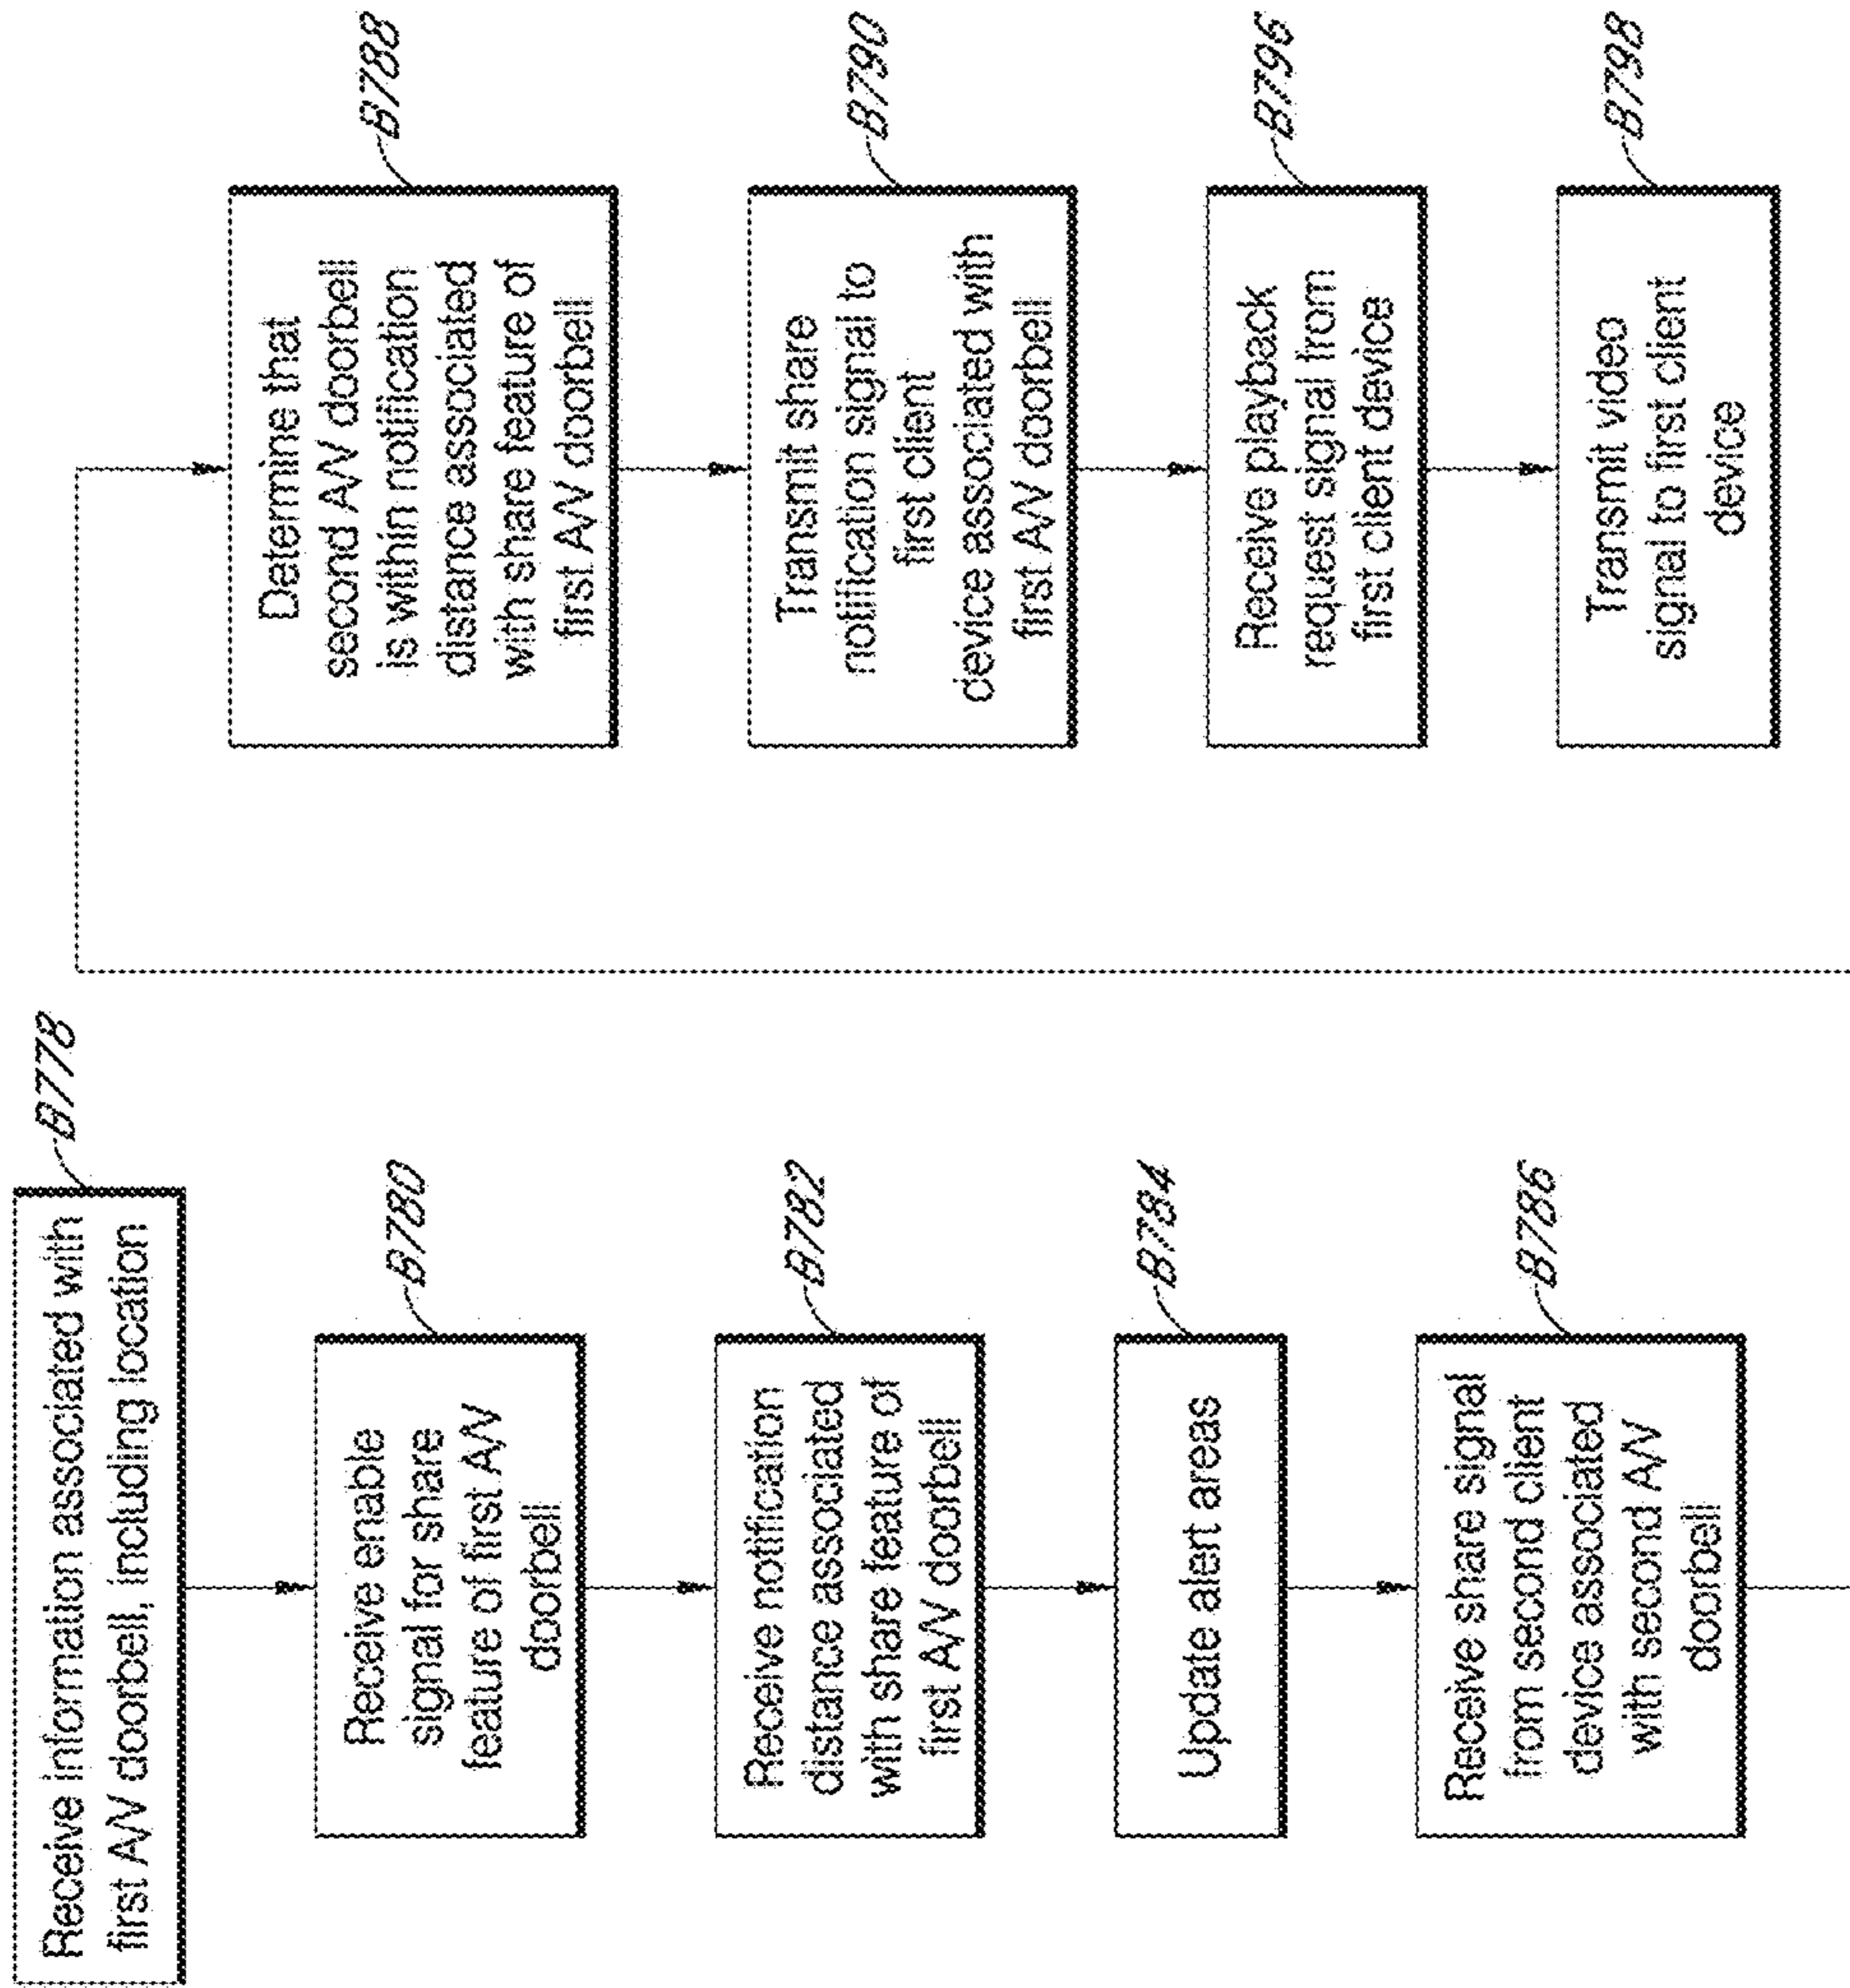 Receive information associated with
first A/V doorbell, including location
B778
Receive enable
signal for share
feature of first A/V
doorbell
B780
Receive notification
distance associated
with share feature of
first A/V doorbell
B782
Update alert areas
B784
Receive share signal
from second client
device associated
with second A/V
doorbell
B786
Determine that
second A/V doorbell
is within notification
distance associated
with share feature of
first A/V doorbell
B788
Transmit share
notification signal to
first client
device associated with
first A/V doorbell
B790
Receive playback
request signal from
first client device
B796
Transmit video
signal to first client
device
B798